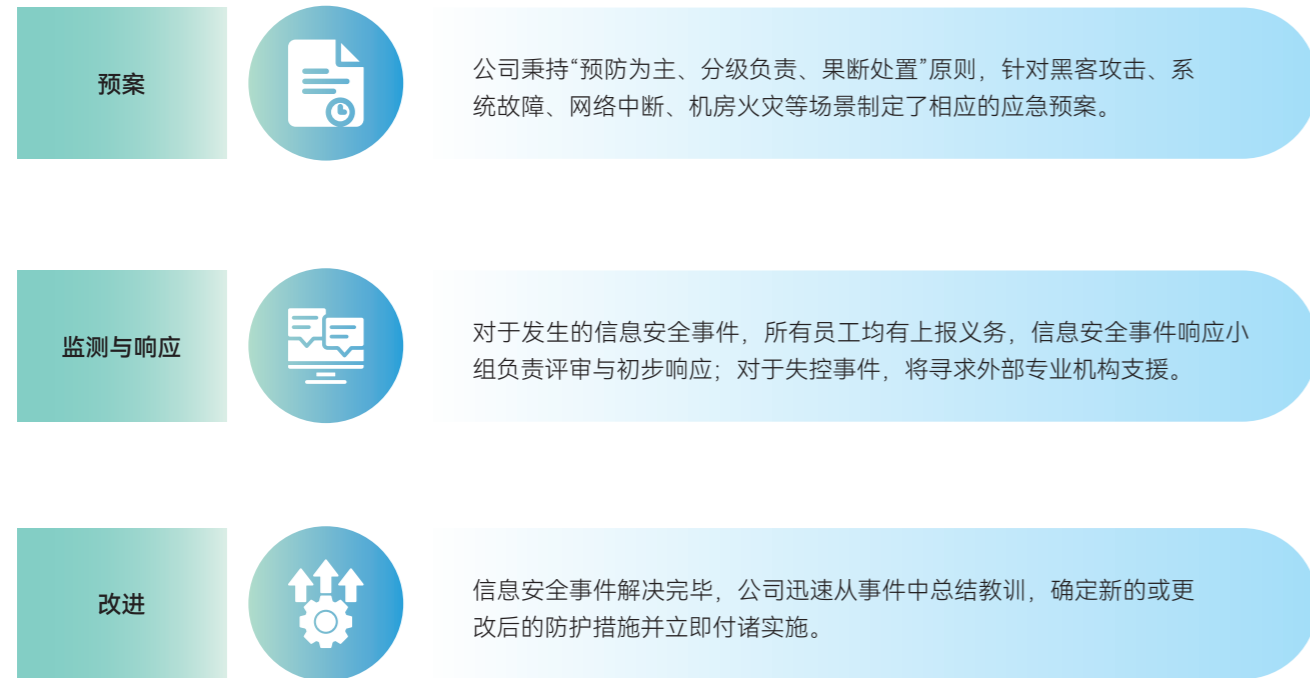 预案
公司秉持“预防为主、分级负责、果断处置”原则，针对黑客攻击、系
统故障、网络中断、机房火灾等场景制定了相应的应急预案。
监测与响应
对于发生的信息安全事件，所有员工均有上报义务，信息安全事件响应小
组负责评审与初步响应；对于失控事件，将寻求外部专业机构支援。
改进
信息安全事件解决完毕，公司迅速从事件中总结教训，确定新的或更
改后的防护措施并立即付诸实施。